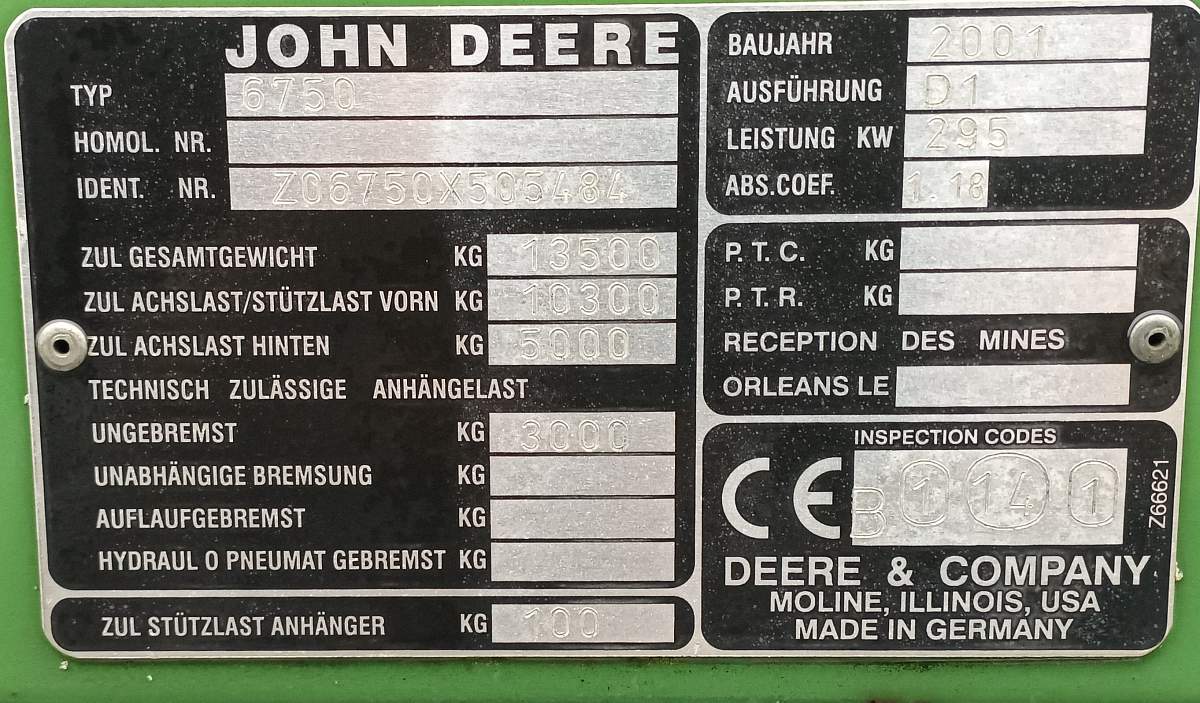 JOHN DEERE
TYP 6750
HOMOL. NR.
IDENT. NR. Z06750X505484
ZUL GESAMTGEWICHT KG 13500
ZUL ACHSLAST/STÜTZLAST VORN KG 10300
ZUL ACHSLAST HINTEN KG 5000
TECHNISCH ZULÄSSIGE ANHÄNGELAST
UNGEBREMST KG 3000
UNABHÄNGIGE BREMSUNG KG
AUFLAUFGEBREMST KG
HYDRAUL O PNEUMAT GEBREMST KG
ZUL STÜTZLAST ANHÄNGER KG 100
BAUJAHR 2001
AUSFÜHRUNG D1
LEISTUNG KW 295
ABS.COEF. 1.18
P. T. C. KG
P. T. R. KG
RECEPTION DES MINES
ORLEANS LE
INSPECTION CODES
CE B 1 14 1
Z66621
DEERE & COMPANY
MOLINE, ILLINOIS, USA
MADE IN GERMANY